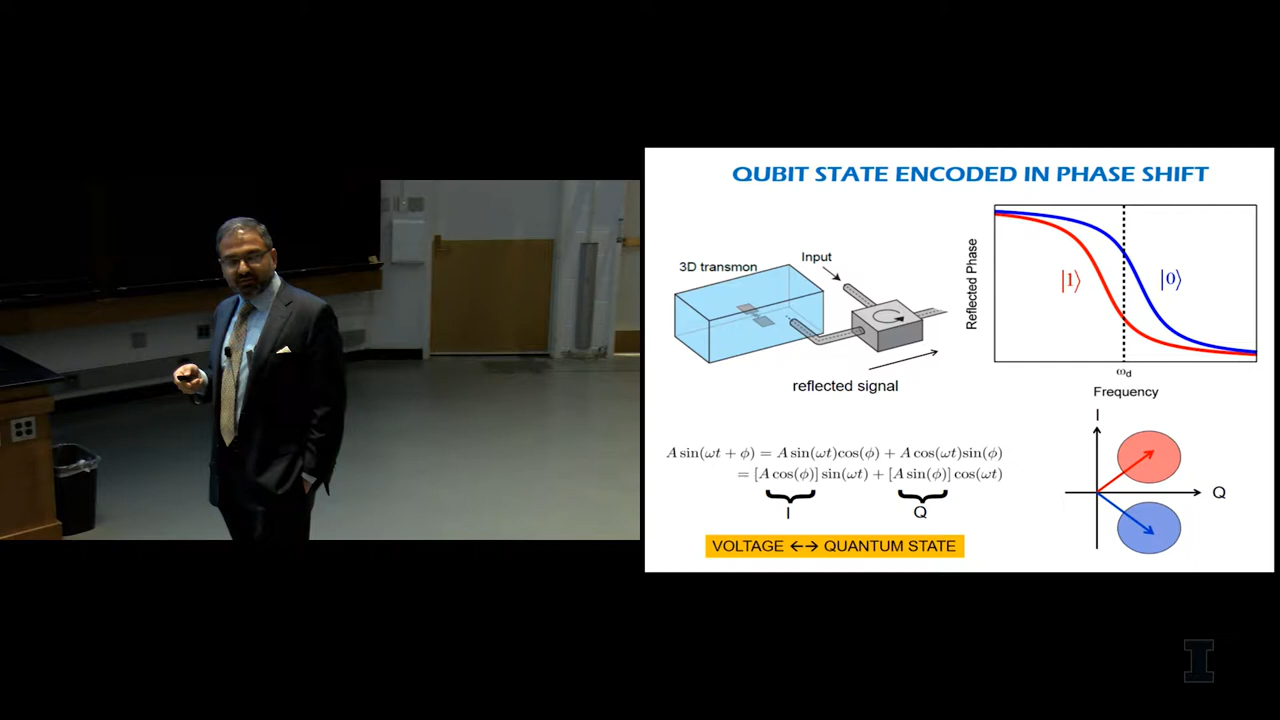 QUBIT STATE ENCODED IN PHASE SHIFT
3D transmon
Input
reflected signal
Reflected Phase
|1⟩
|0⟩
ωd
Frequency
A sin(ωt + ϕ) = A sin(ωt)cos(ϕ) + A cos(ωt)sin(ϕ)
= [A cos(ϕ)] sin(ωt) + [A sin(ϕ)] cos(ωt)
I
Q
VOLTAGE ←→ QUANTUM STATE
I
Q
I